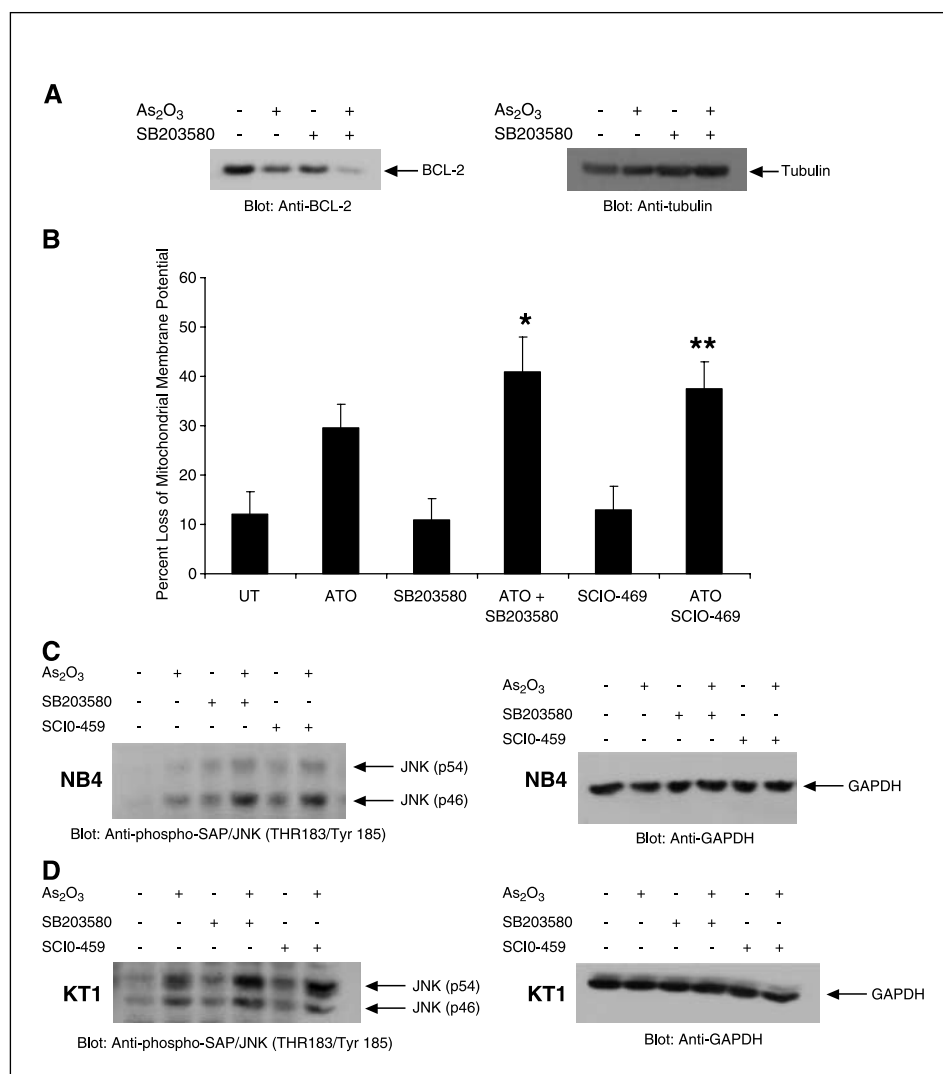 A
As₂O₃ - + - +
SB203580 - - + +
BCL-2
Blot: Anti-BCL-2
As₂O₃ - + - +
SB203580 - - + +
Tubulin
Blot: Anti-tubulin
B
Percent Loss of Mitochondrial Membrane Potential
60
50
40
30
20
10
0
*
**
UT
ATO
SB203580
ATO +
SB203580
SCIO-469
ATO
SCIO-469
C
As₂O₃ - + - + - +
SB203580 - - + + - -
SCI0-459 - - - - + +
NB4
JNK (p54)
JNK (p46)
Blot: Anti-phospho-SAP/JNK (THR183/Tyr 185)
As₂O₃ - + - + - +
SB203580 - - + + - -
SCI0-459 - - - - + +
NB4
GAPDH
Blot: Anti-GAPDH
D
As₂O₃ - + - + - +
SB203580 - - + + - -
SCI0-459 - - - - + +
KT1
JNK (p54)
JNK (p46)
Blot: Anti-phospho-SAP/JNK (THR183/Tyr 185)
As₂O₃ - + - + - +
SB203580 - - + + - -
SCI0-459 - - - - + +
KT1
GAPDH
Blot: Anti-GAPDH